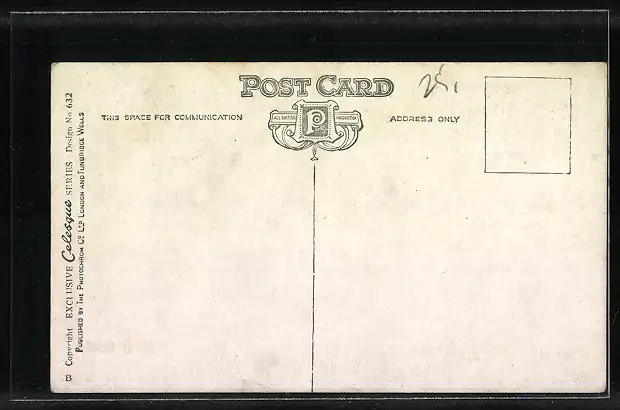 POST CARD
25,
THIS SPACE FOR COMMUNICATION
ALL BRITISH PRODUCTION
P
ADDRESS ONLY
Copyright EXCLUSIVE Celesque SERIES Design No 632
PUBLISHED BY THE PHOTOCHROM CO LTD LONDON AND TUNBRIDGE WELLS
B